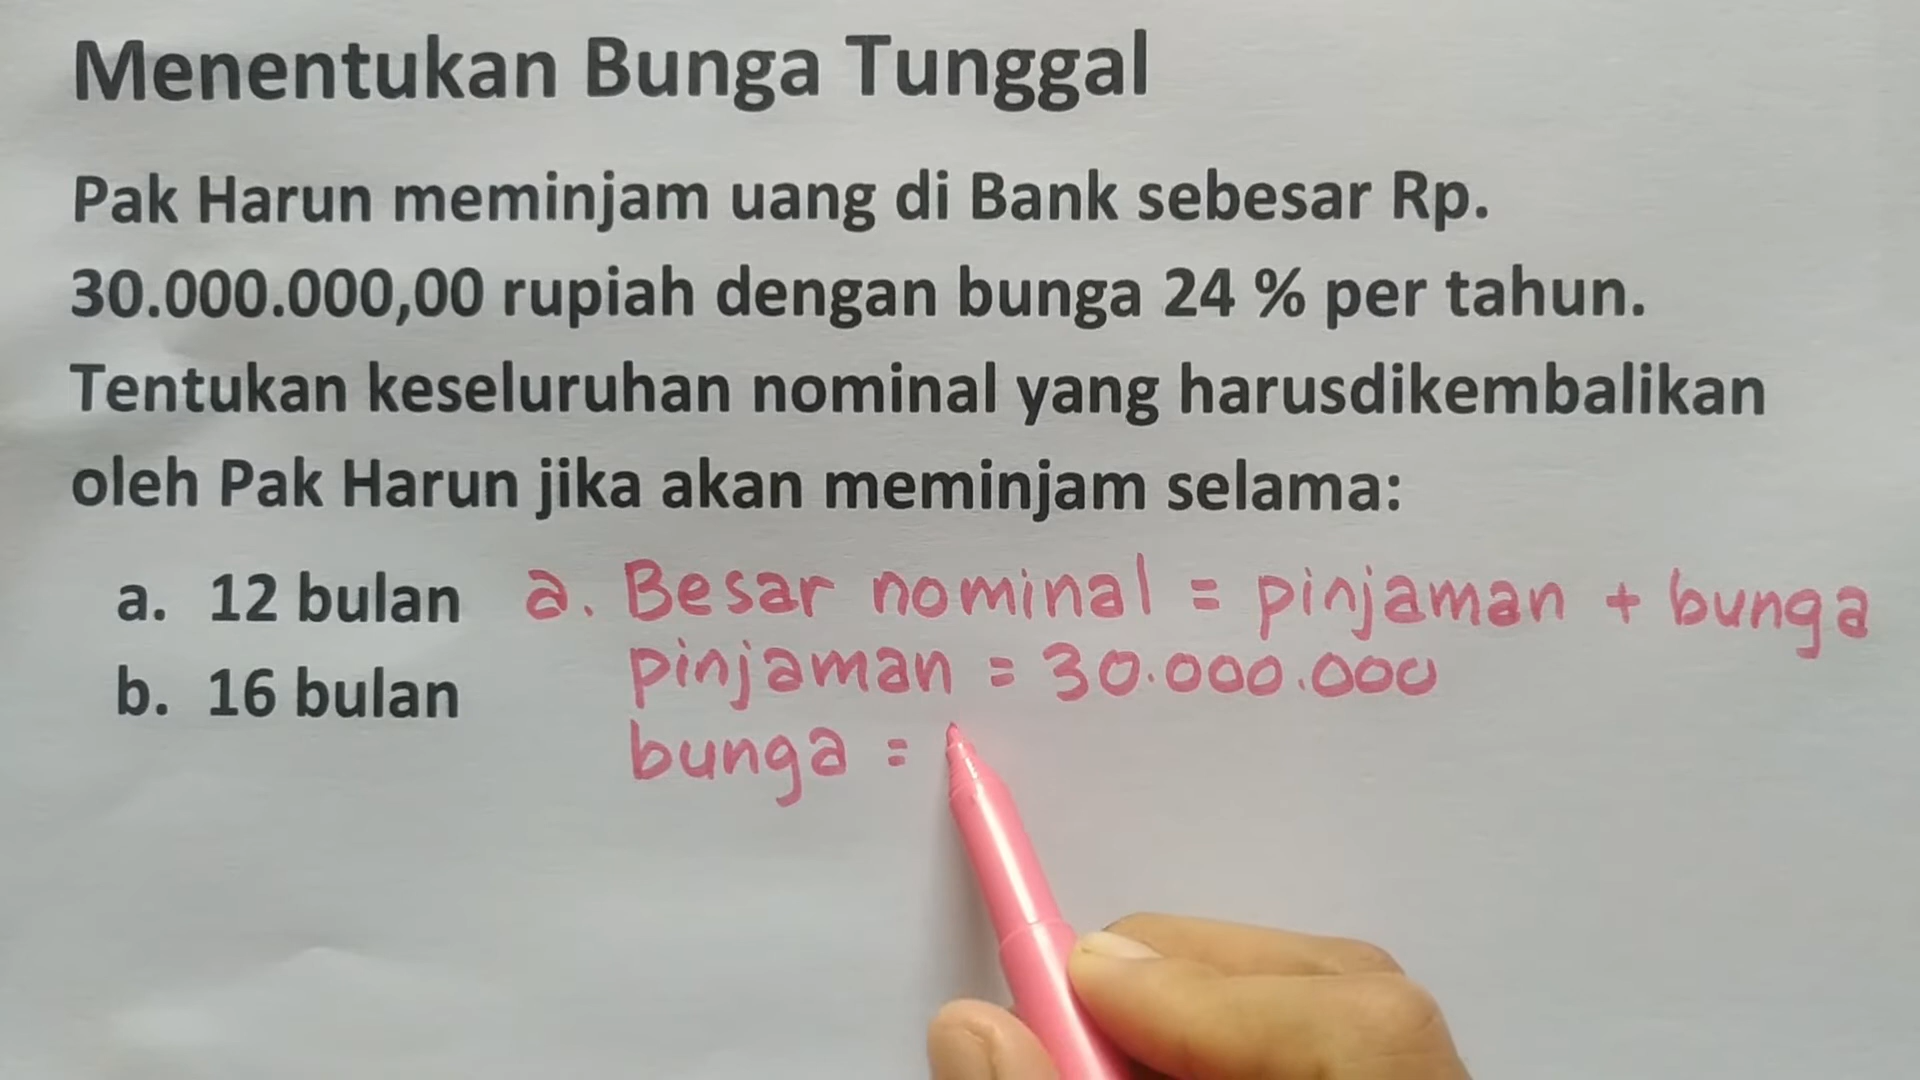 Menentukan Bunga Tunggal
Pak Harun meminjam uang di Bank sebesar Rp.
30.000.000,00 rupiah dengan bunga 24 % per tahun.
Tentukan keseluruhan nominal yang harusdikembalikan
oleh Pak Harun jika akan meminjam selama:
a. 12 bulan
b. 16 bulan
a. Besar nominal = pinjaman + bunga
pinjaman = 30.000.000
bunga =